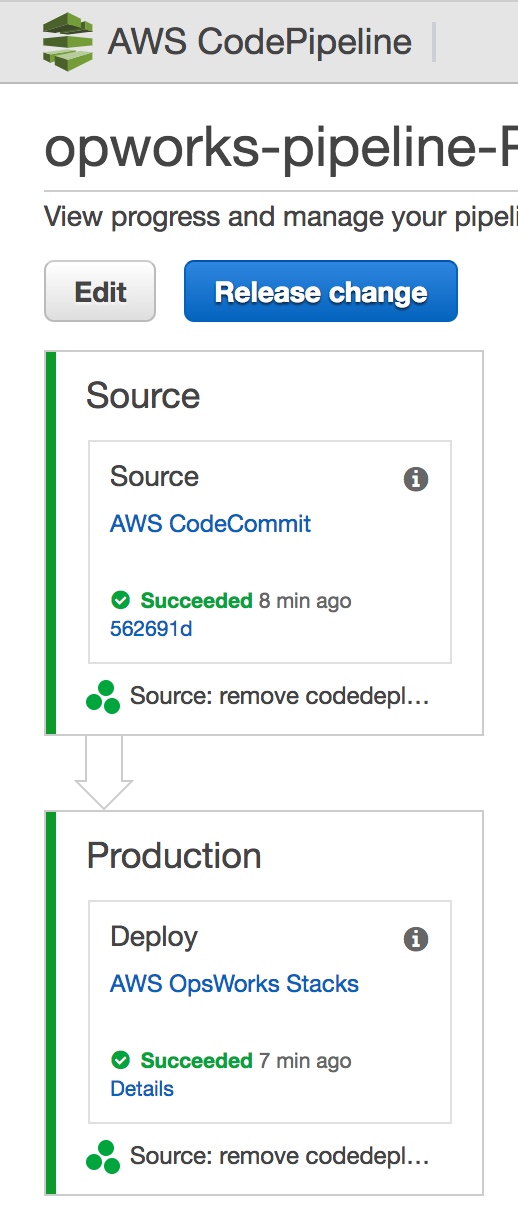 AWS CodePipeline
opworks-pipeline-
View progress and manage your
Edit
Release change
Source
Source
AWS CodeCommit
Succeeded 8 min ago
562691d
Source: remove codedepl...
Production
Deploy
AWS OpsWorks Stacks
Succeeded 7 min ago
Details
Source: remove codedepl...